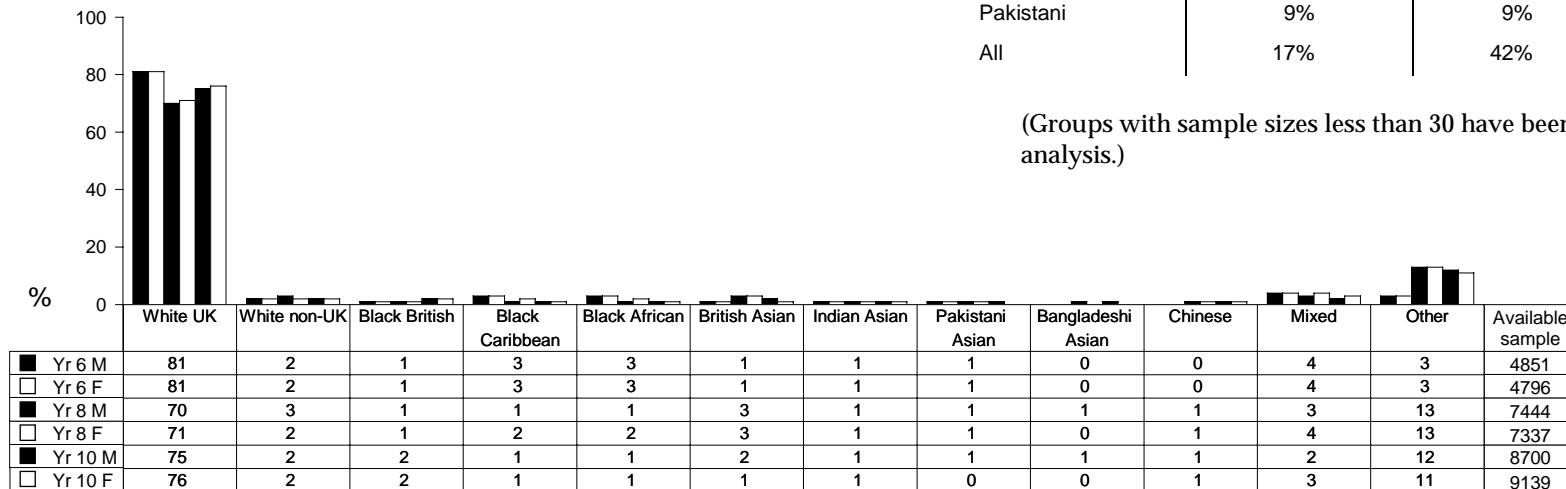 Pakistani 9% 9%
All 17% 42%
(Groups with sample sizes less than 30 have been
analysis.)
100
80
60
40
20
% 0
White UK White non-UK Black British Black Caribbean Black African British Asian Indian Asian Pakistani Asian Bangladeshi Asian Chinese Mixed Other Available sample
Yr 6 M 81 2 1 3 3 1 1 1 0 0 4 3 4851
Yr 6 F 81 2 1 3 3 1 1 1 0 0 4 3 4796
Yr 8 M 70 3 1 1 1 3 1 1 1 1 3 13 7444
Yr 8 F 71 2 1 2 2 3 1 1 0 1 4 13 7337
Yr 10 M 75 2 2 1 1 2 1 1 1 1 2 12 8700
Yr 10 F 76 2 2 1 1 1 1 0 0 1 3 11 9139